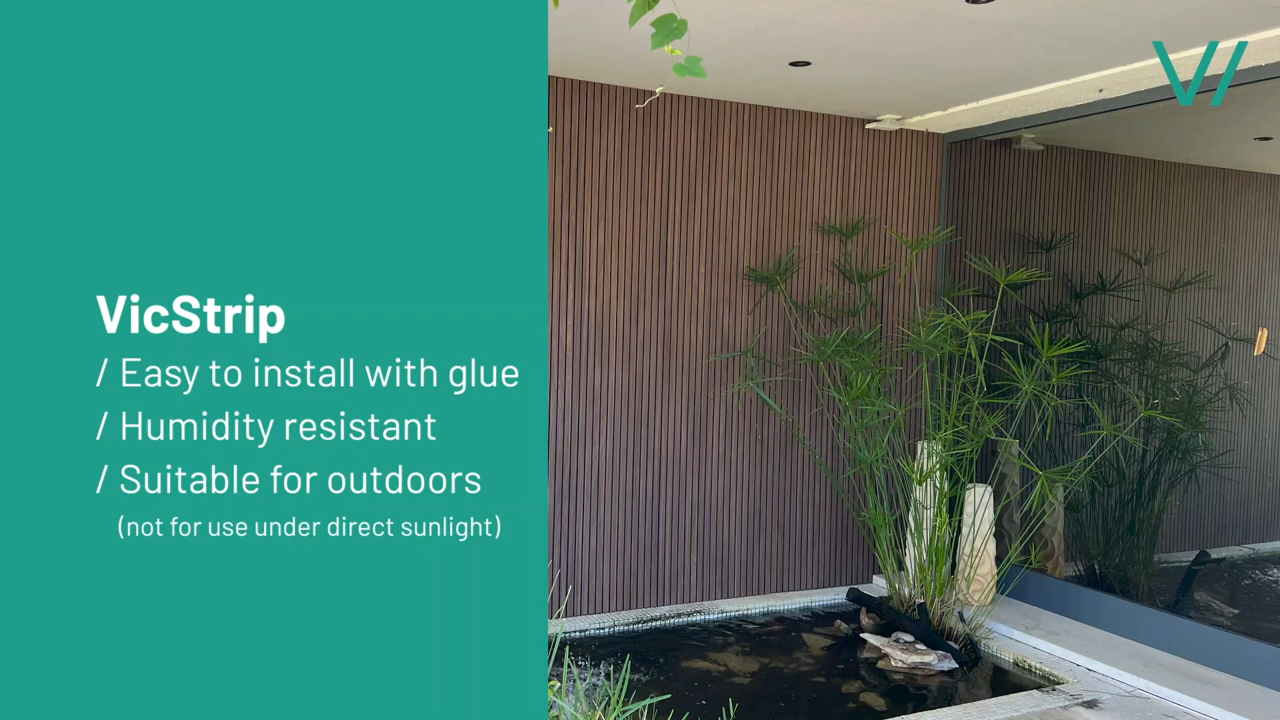 VicStrip
/ Easy to install with glue
/ Humidity resistant
/ Suitable for outdoors
(not for use under direct sunlight)